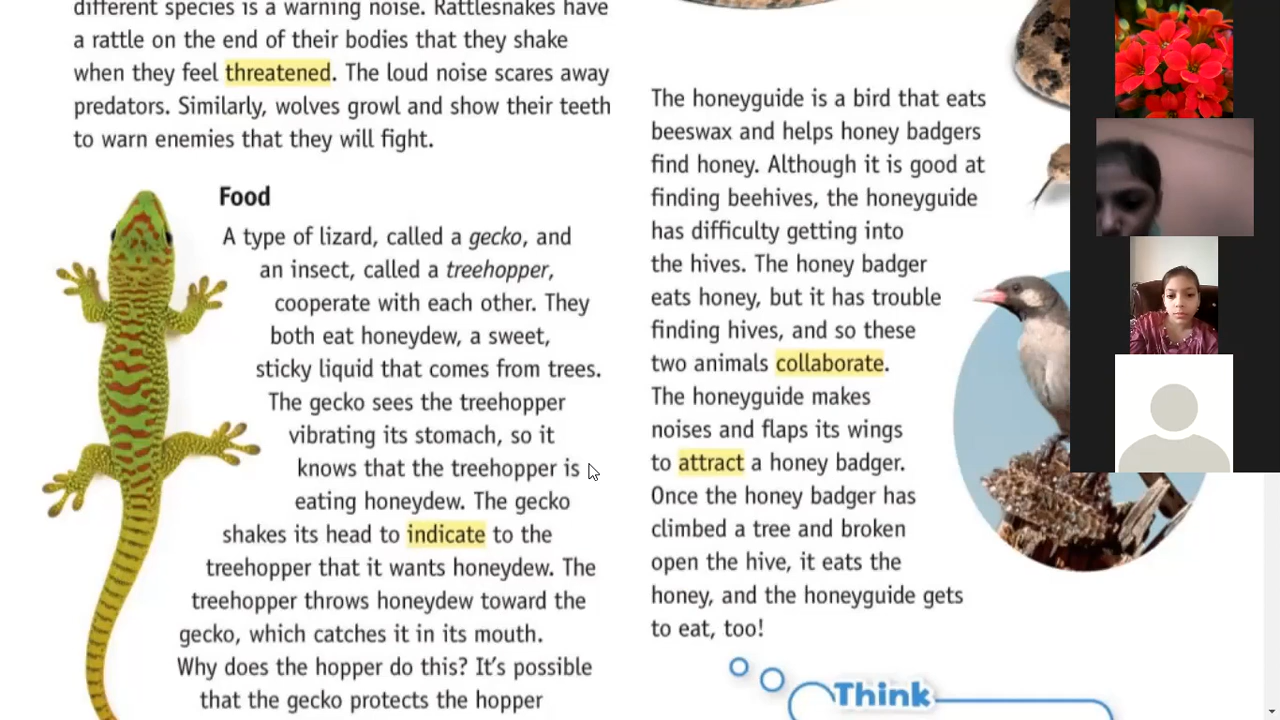 different species is a warning noise. Rattlesnakes have
a rattle on the end of their bodies that they shake
when they feel threatened. The loud noise scares away
predators. Similarly, wolves growl and show their teeth
to warn enemies that they will fight.
Food
A type of lizard, called a gecko, and
an insect, called a treehopper,
cooperate with each other. They
both eat honeydew, a sweet,
sticky liquid that comes from trees.
The gecko sees the treehopper
vibrating its stomach, so it
knows that the treehopper is
eating honeydew. The gecko
shakes its head to indicate to the
treehopper that it wants honeydew. The
treehopper throws honeydew toward the
gecko, which catches it in its mouth.
Why does the hopper do this? It's possible
that the gecko protects the hopper
The honeyguide is a bird that eats
beeswax and helps honey badgers
find honey. Although it is good at
finding beehives, the honeyguide
has difficulty getting into
the hives. The honey badger
eats honey, but it has trouble
finding hives, and so these
two animals collaborate.
The honeyguide makes
noises and flaps its wings
to attract a honey badger.
Once the honey badger has
climbed a tree and broken
open the hive, it eats the
honey, and the honeyguide gets
to eat, too!
Think